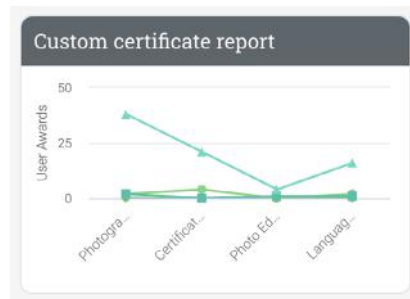 Custom certificate report
50
User Awards
25
0
Photogra...
Certificat...
Photo Ed...
Languag...